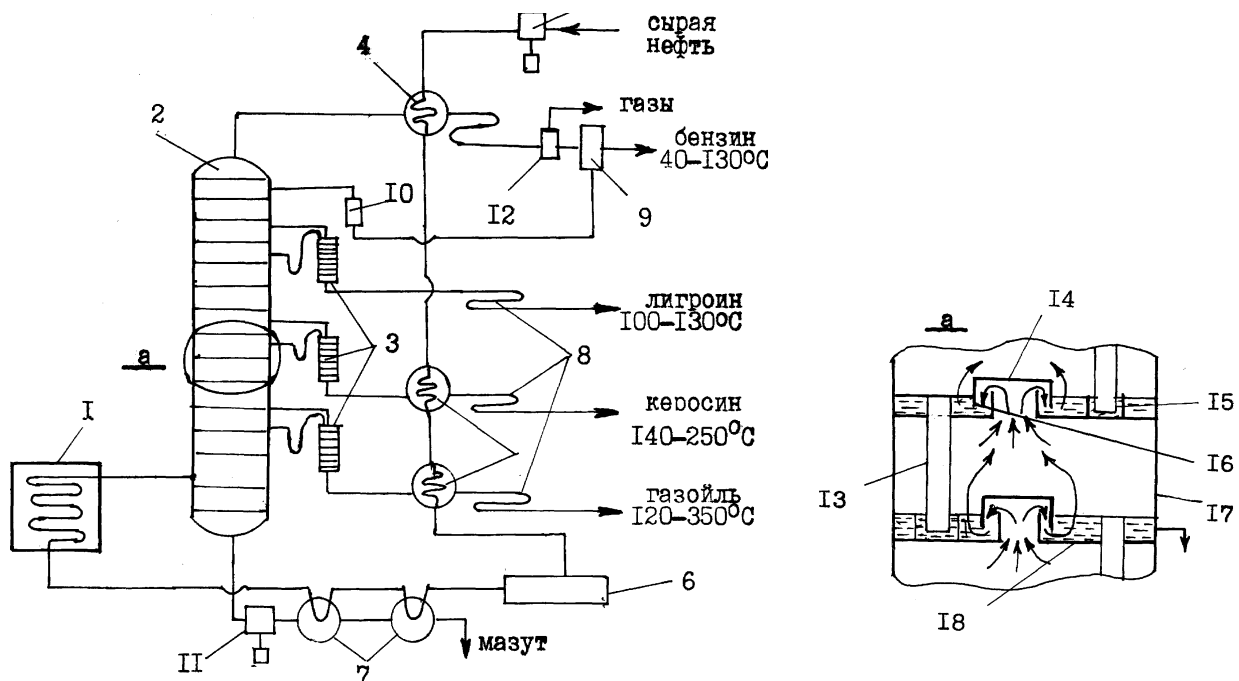 сырая
нефть
4
газы
2
бензин
40-130°С
10
12
9
лигроин
100-130°С
3
8
а
керосин
140-250°С
1
газойль
120-350°С
6
11
7
мазут
а
14
15
16
13
17
18